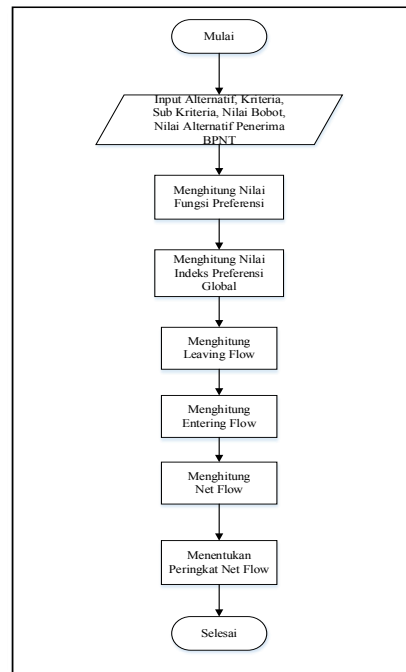 Mulai
Input Alternatif, Kriteria,
Sub Kriteria, Nilai Bobot,
Nilai Alternatif Penerima
BPNT
Menghitung Nilai
Fungsi Preferensi
Menghitung Nilai
Indeks Preferensi
Global
Menghitung
Leaving Flow
Menghitung
Entering Flow
Menghitung
Net Flow
Menentukan
Peringkat Net Flow
Selesai